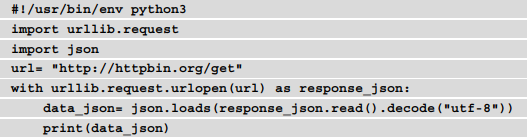 #!/usr/bin/env python3
import urllib.request
import json
url= "http://httpbin.org/get"
with urllib.request.urlopen(url) as response_json:
    data_json= json.loads(response_json.read().decode("utf-8"))
    print(data_json)